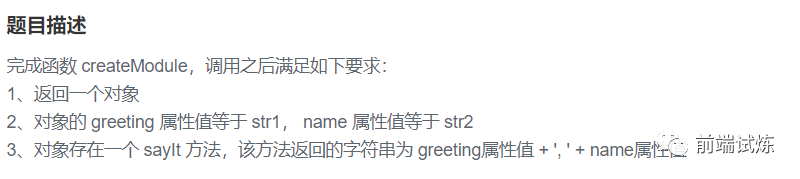 题目描述
完成函数 createModule，调用之后满足如下要求：
1、返回一个对象
2、对象的 greeting 属性值等于 str1， name 属性值等于 str2
3、对象存在一个 sayIt 方法，该方法返回的字符串为 greeting属性值 + ', ' + name属性值
前端试炼